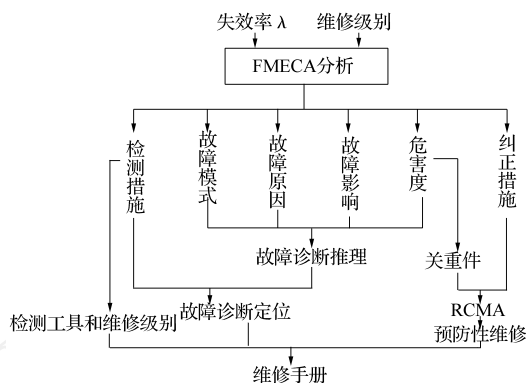 失效率 λ
维修级别
FMECA分析
检测措施
故障模式
故障原因
故障影响
危害度
纠正措施
故障诊断推理
关重件
检测工具和维修级别
故障诊断定位
RCMA
预防性维修
维修手册